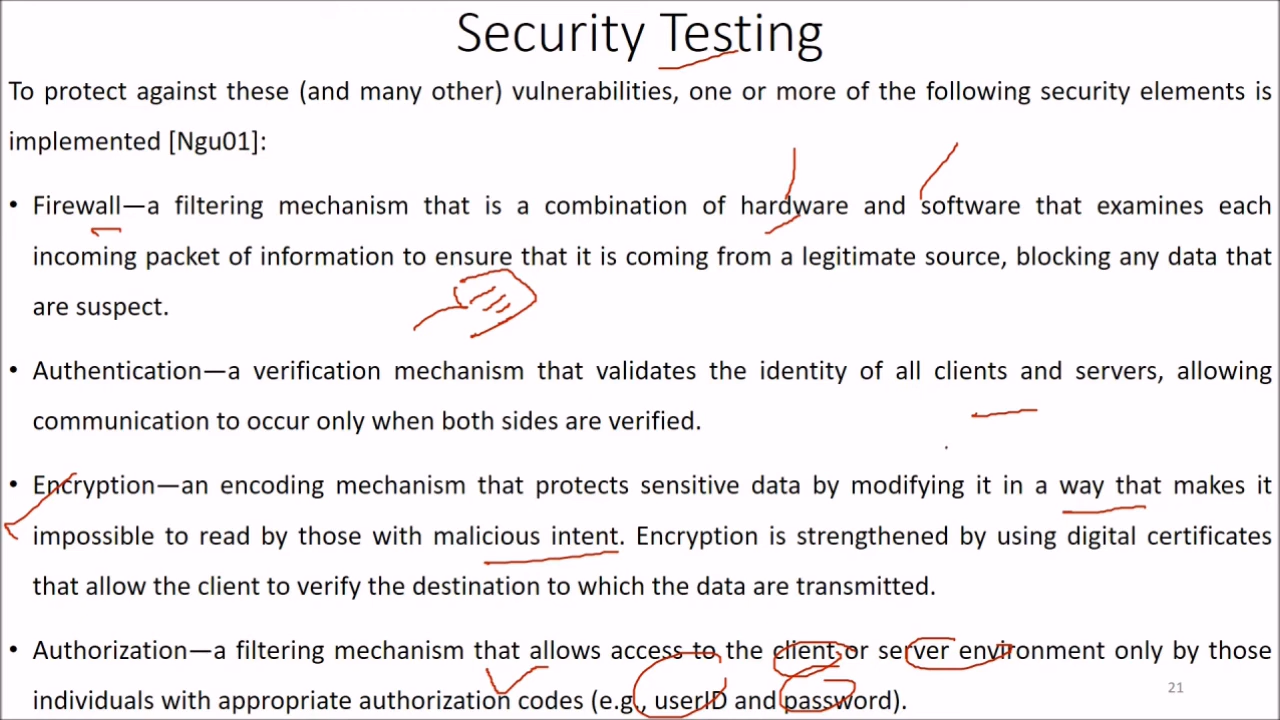 Security Testing
To protect against these (and many other) vulnerabilities, one or more of the following security elements is
implemented [Ngu01]:
• Firewall—a filtering mechanism that is a combination of hardware and software that examines each
incoming packet of information to ensure that it is coming from a legitimate source, blocking any data that
are suspect.
• Authentication—a verification mechanism that validates the identity of all clients and servers, allowing
communication to occur only when both sides are verified.
• Encryption—an encoding mechanism that protects sensitive data by modifying it in a way that makes it
impossible to read by those with malicious intent. Encryption is strengthened by using digital certificates
that allow the client to verify the destination to which the data are transmitted.
• Authorization—a filtering mechanism that allows access to the client or server environment only by those
individuals with appropriate authorization codes (e.g., userID and password).
21